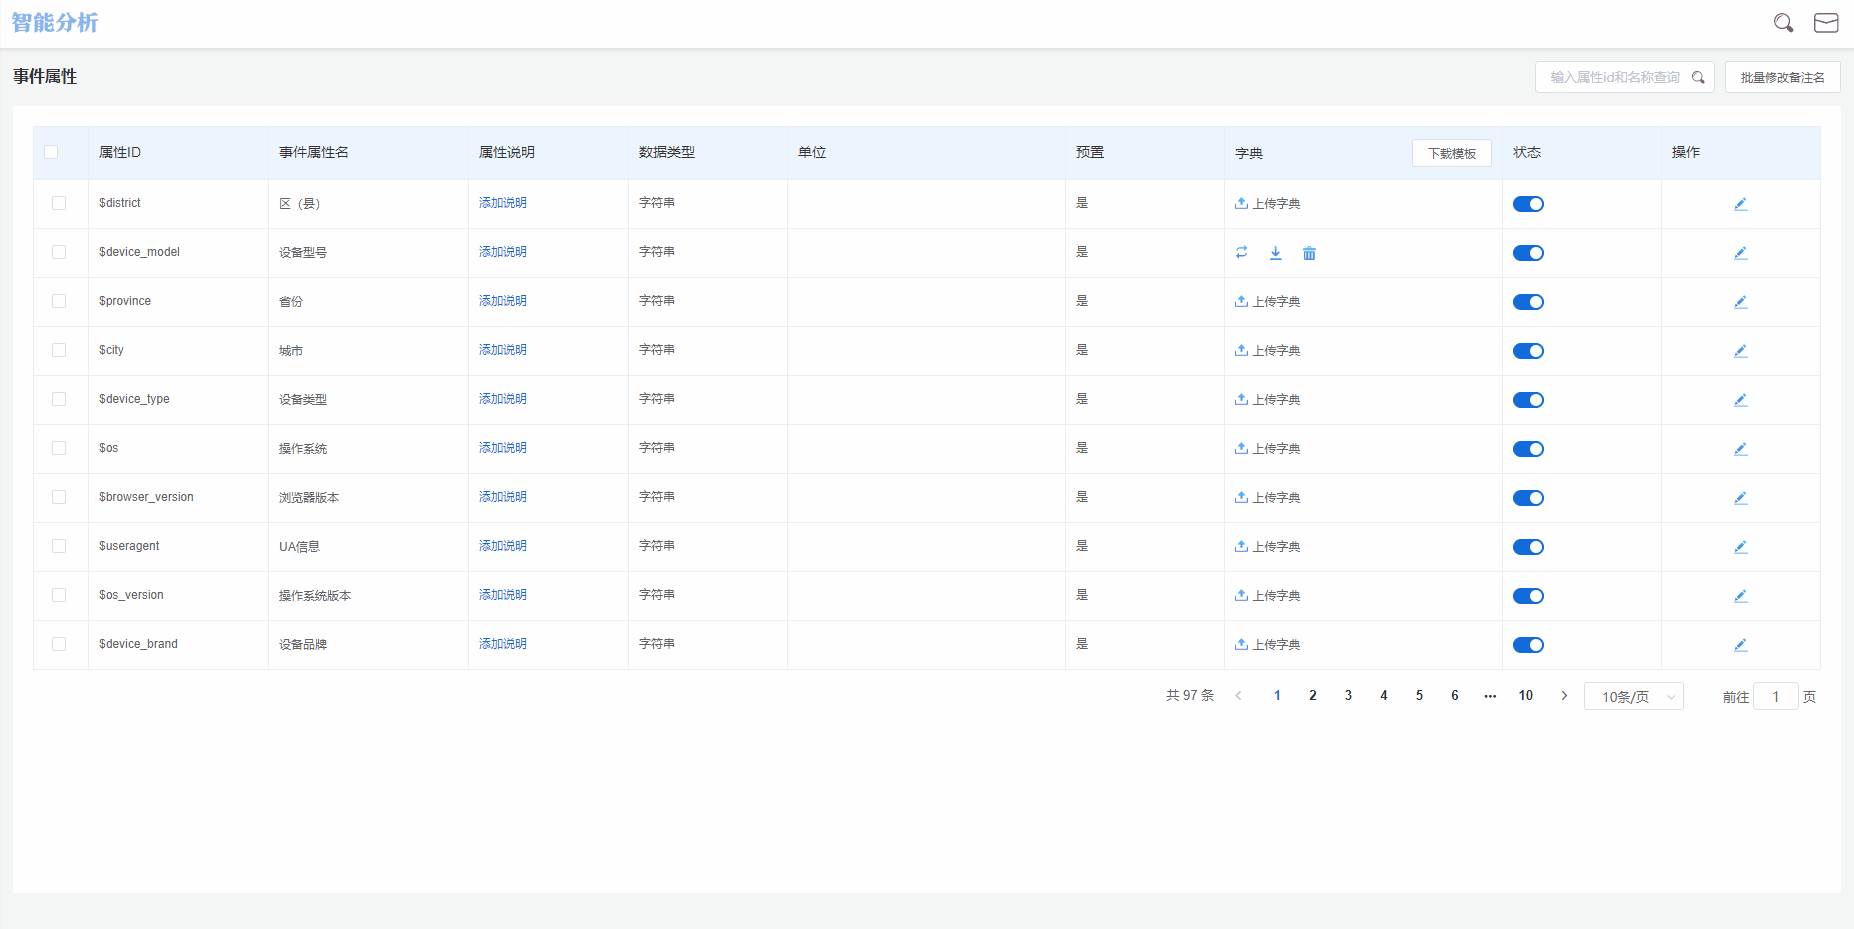 智能分析
事件属性
输入属性id和名称查询 批量修改备注名
属性ID 事件属性名 属性说明 数据类型 单位 预置 字典 下载模板 状态 操作
$district 区（县） 添加说明 字符串 是 上传字典
$device_model 设备型号 添加说明 字符串 是
$province 省份 添加说明 字符串 是 上传字典
$city 城市 添加说明 字符串 是 上传字典
$device_type 设备类型 添加说明 字符串 是 上传字典
$os 操作系统 添加说明 字符串 是 上传字典
$browser_version 浏览器版本 添加说明 字符串 是 上传字典
$useragent UA信息 添加说明 字符串 是 上传字典
$os_version 操作系统版本 添加说明 字符串 是 上传字典
$device_brand 设备品牌 添加说明 字符串 是 上传字典
共 97 条 1 2 3 4 5 6 ••• 10 10条/页 前往 1 页